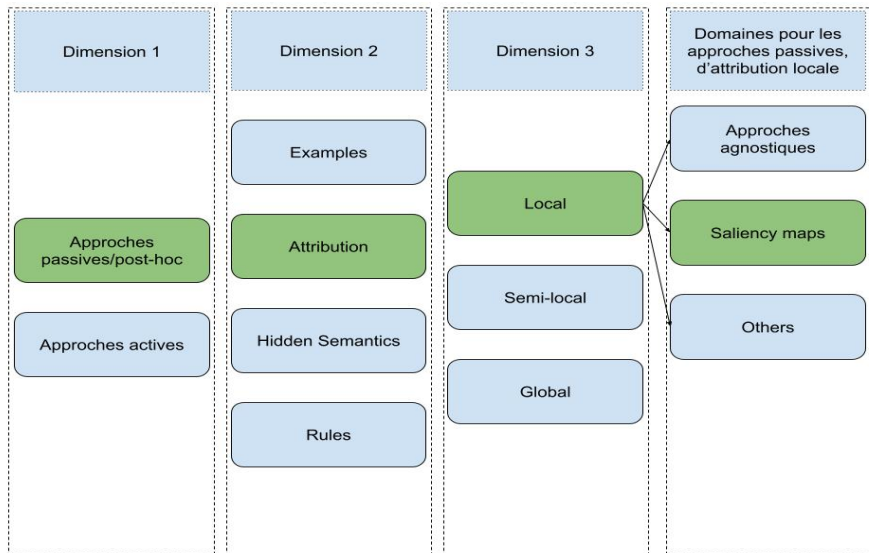 Dimension 1
Approches
passives/post-hoc
Approches actives
Dimension 2
Examples
Attribution
Hidden Semantics
Rules
Dimension 3
Local
Semi-local
Global
Domaines pour les
approches passives,
d'attribution locale
Approches
agnostiques
Saliency maps
Others